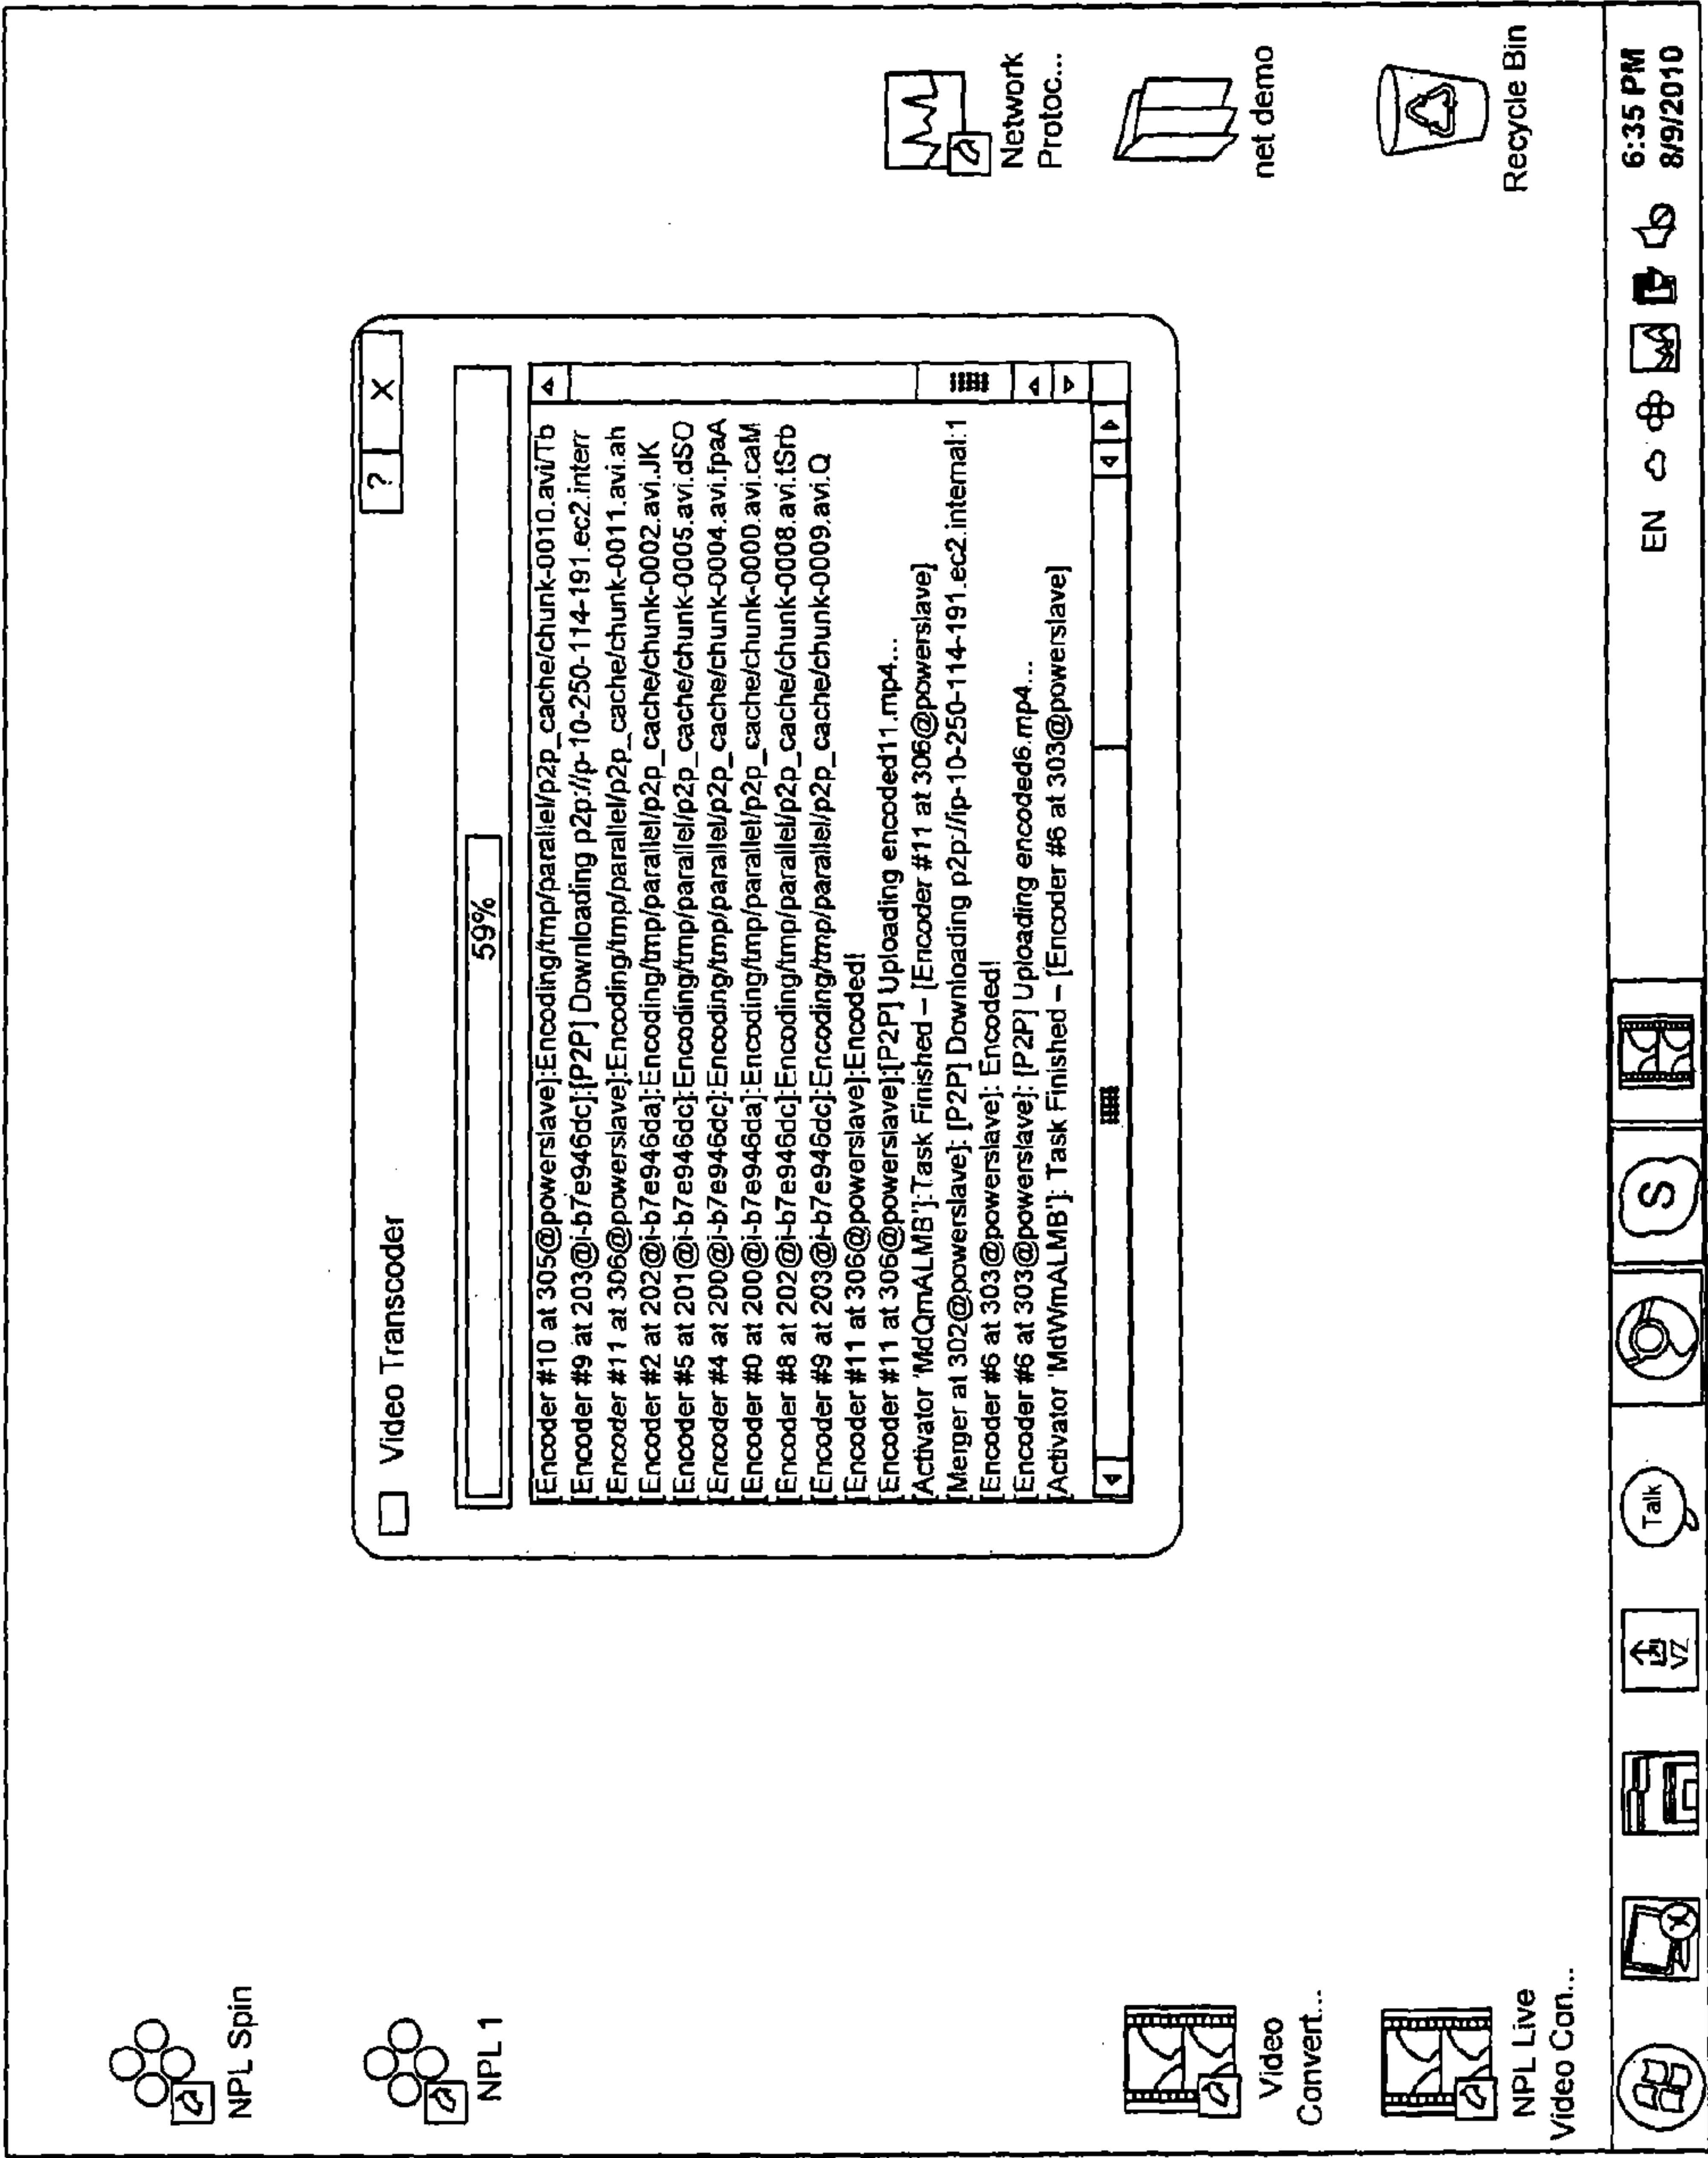 NPL Spin
NPL 1
Video
Convert...
NPL Live
Video Con...
Video Transcoder
?
X
59%
[Encoder #10 at 305@powerslave]:Encoding/tmp/parallel/p2p_cache/chunk-0010.avi/Tb
[Encoder #9 at 203@i-b7e946dc]:[P2P] Downloading p2p://p-10-250-114-191.ec2.interr
[Encoder #11 at 306@powerslave]:Encoding/tmp/parallel/p2p_cache/chunk-0011.avi.ah
[Encoder #2 at 202@i-b7e946da]:Encoding/tmp/parallel/p2p_cache/chunk-0002.avi.JK
[Encoder #5 at 201@i-b7e946dc]:Encoding/tmp/parallel/p2p_cache/chunk-0005.avi.dSO
[Encoder #4 at 200@i-b7e946dc]:Encoding/tmp/parallel/p2p_cache/chunk-0004.avi.fpaA
[Encoder #0 at 200@i-b7e946da]:Encoding/tmp/parallel/p2p_cache/chunk-0000.avi.caM
[Encoder #8 at 202@i-b7e946dc]:Encoding/tmp/parallel/p2p_cache/chunk-0008.avi.tSrb
[Encoder #9 at 203@i-b7e946dc]:Encoding/tmp/parallel/p2p_cache/chunk-0009.avi.Q
[Encoder #11 at 306@powerslave]:Encoded!
[Encoder #11 at 306@powerslave]:[P2P] Uploading encoded11.mp4...
[Activator 'MdQmALMB']:Task Finished – [Encoder #11 at 306@powerslave]
[Merger at 302@powerslave]: [P2P] Downloading p2p://ip-10-250-114-191.ec2.internal:1
[Encoder #6 at 303@powerslave]: Encoded!
[Encoder #6 at 303@powerslave]: [P2P] Uploading encoded6.mp4...
[Activator 'MdWmALMB']: Task Finished – [Encoder #6 at 303@powerslave]
Network
Protoc...
net demo
Recycle Bin
VZ
Talk
S
EN
6:35 PM
8/9/2010